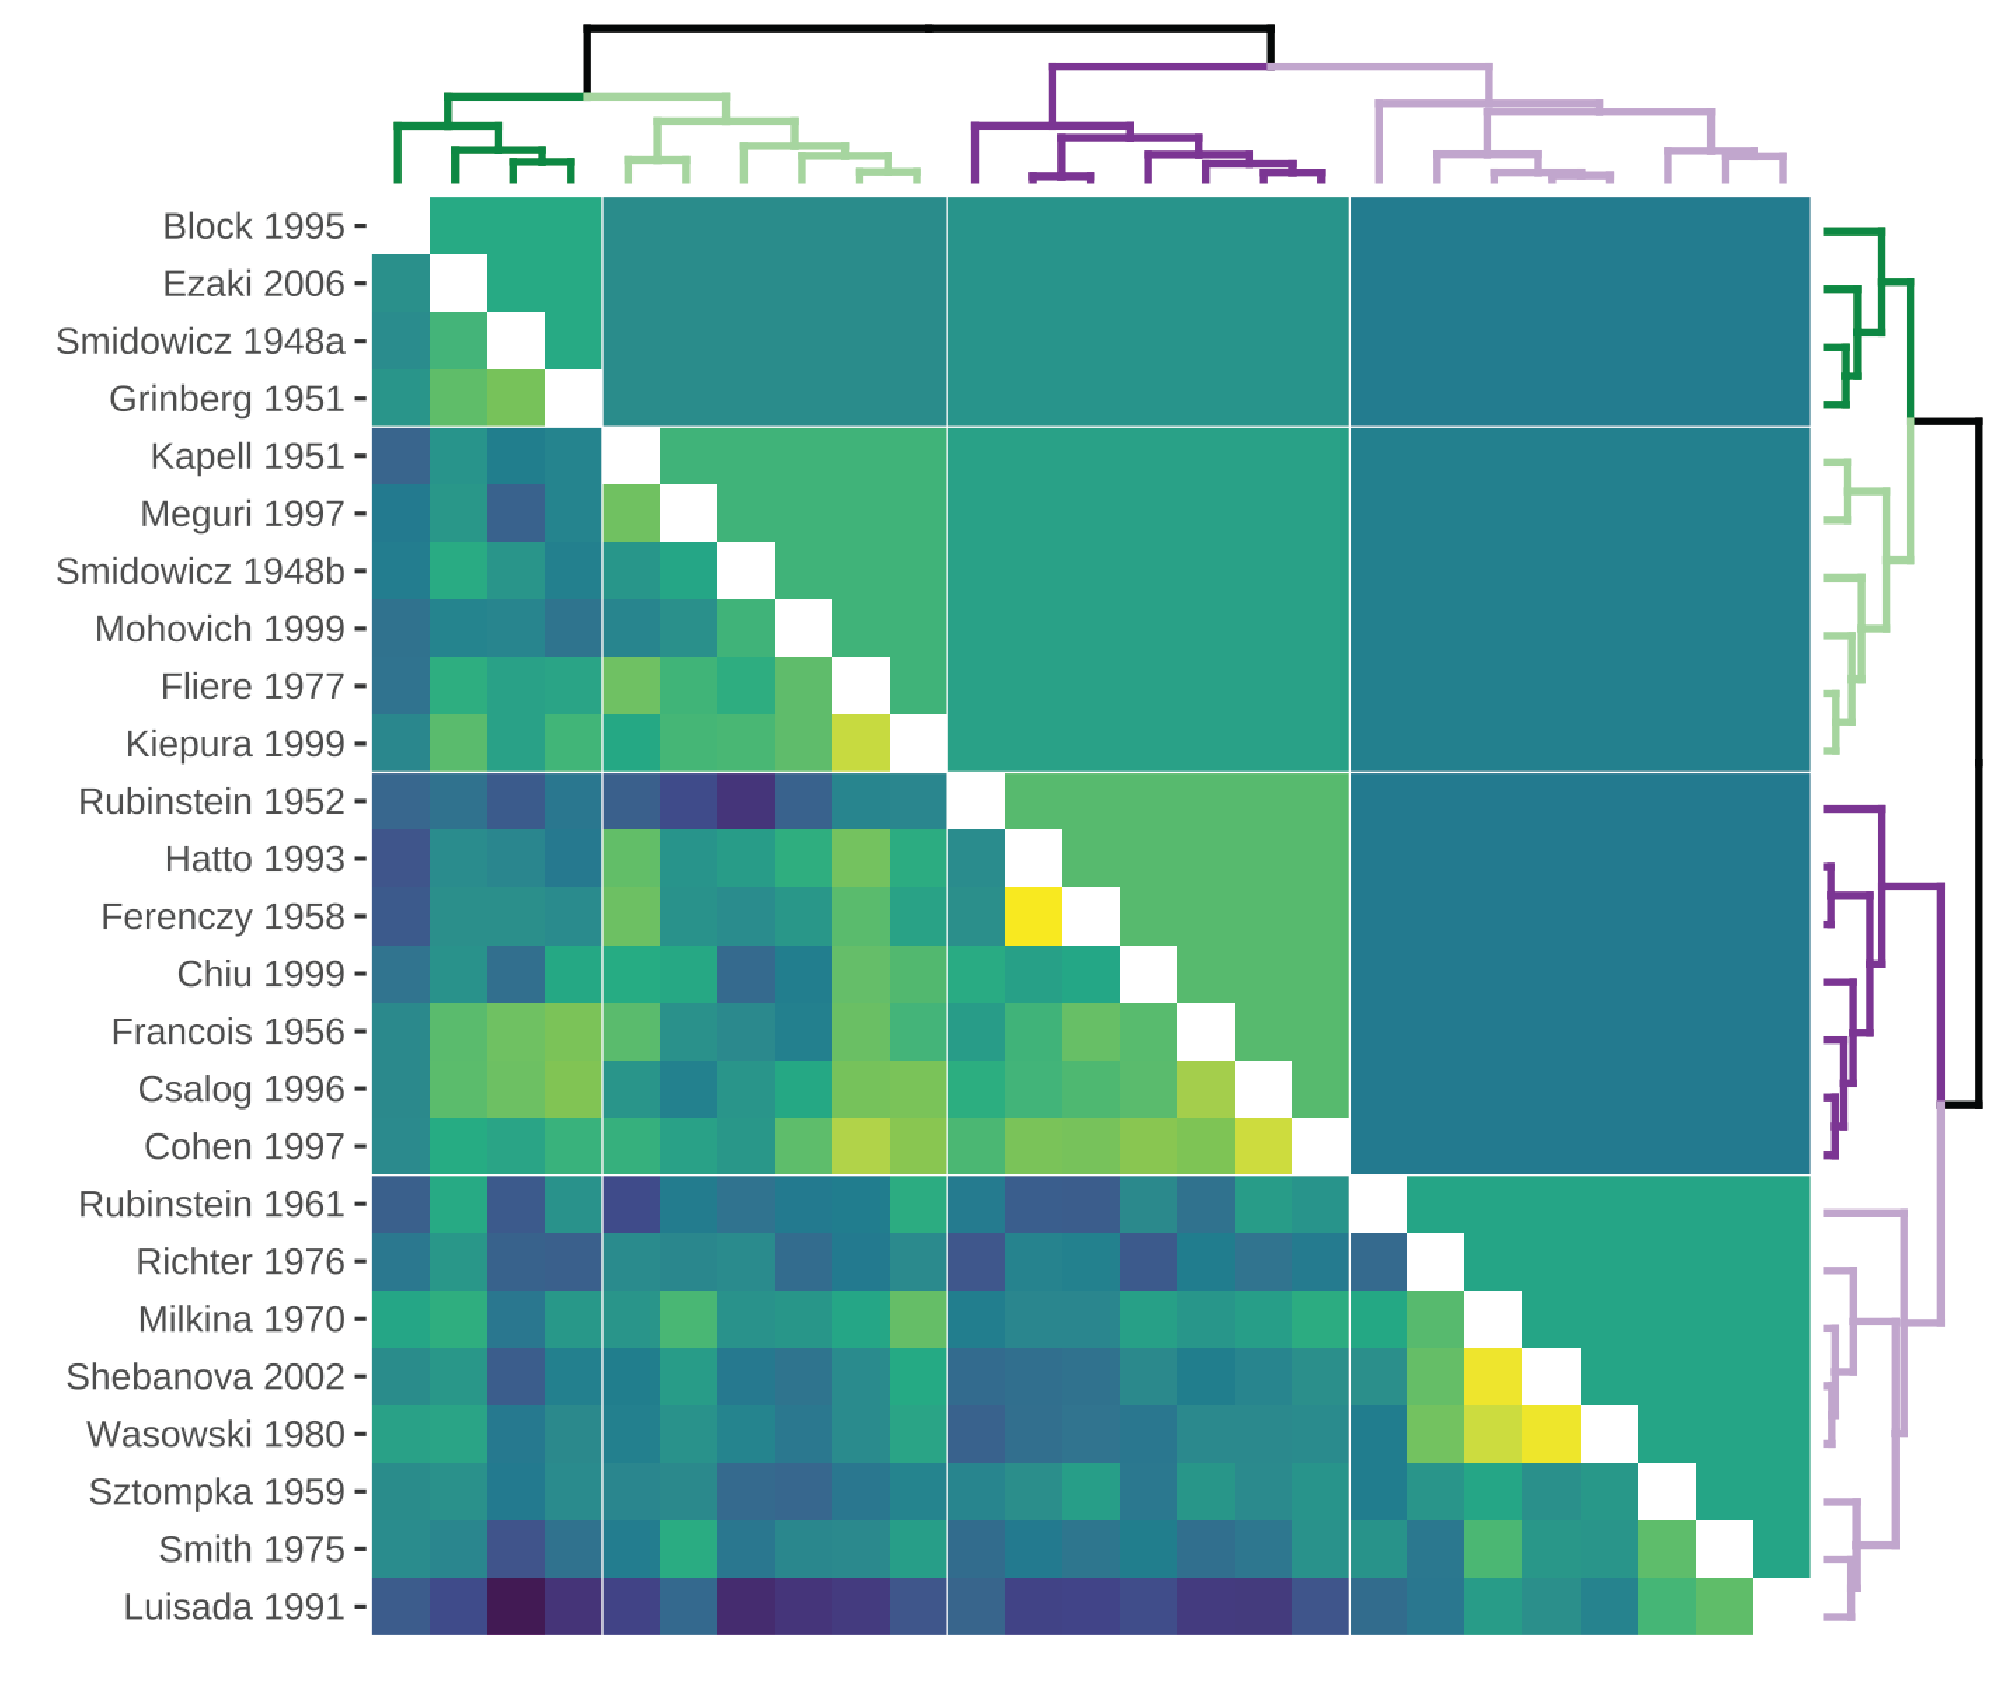 Block 1995
Ezaki 2006
Smidowicz 1948a
Grinberg 1951
Kapell 1951
Meguri 1997
Smidowicz 1948b
Mohovich 1999
Fliere 1977
Kiepura 1999
Rubinstein 1952
Hatto 1993
Ferenczy 1958
Chiu 1999
Francois 1956
Csalog 1996
Cohen 1997
Rubinstein 1961
Richter 1976
Milkina 1970
Shebanova 2002
Wasowski 1980
Sztompka 1959
Smith 1975
Luisada 1991